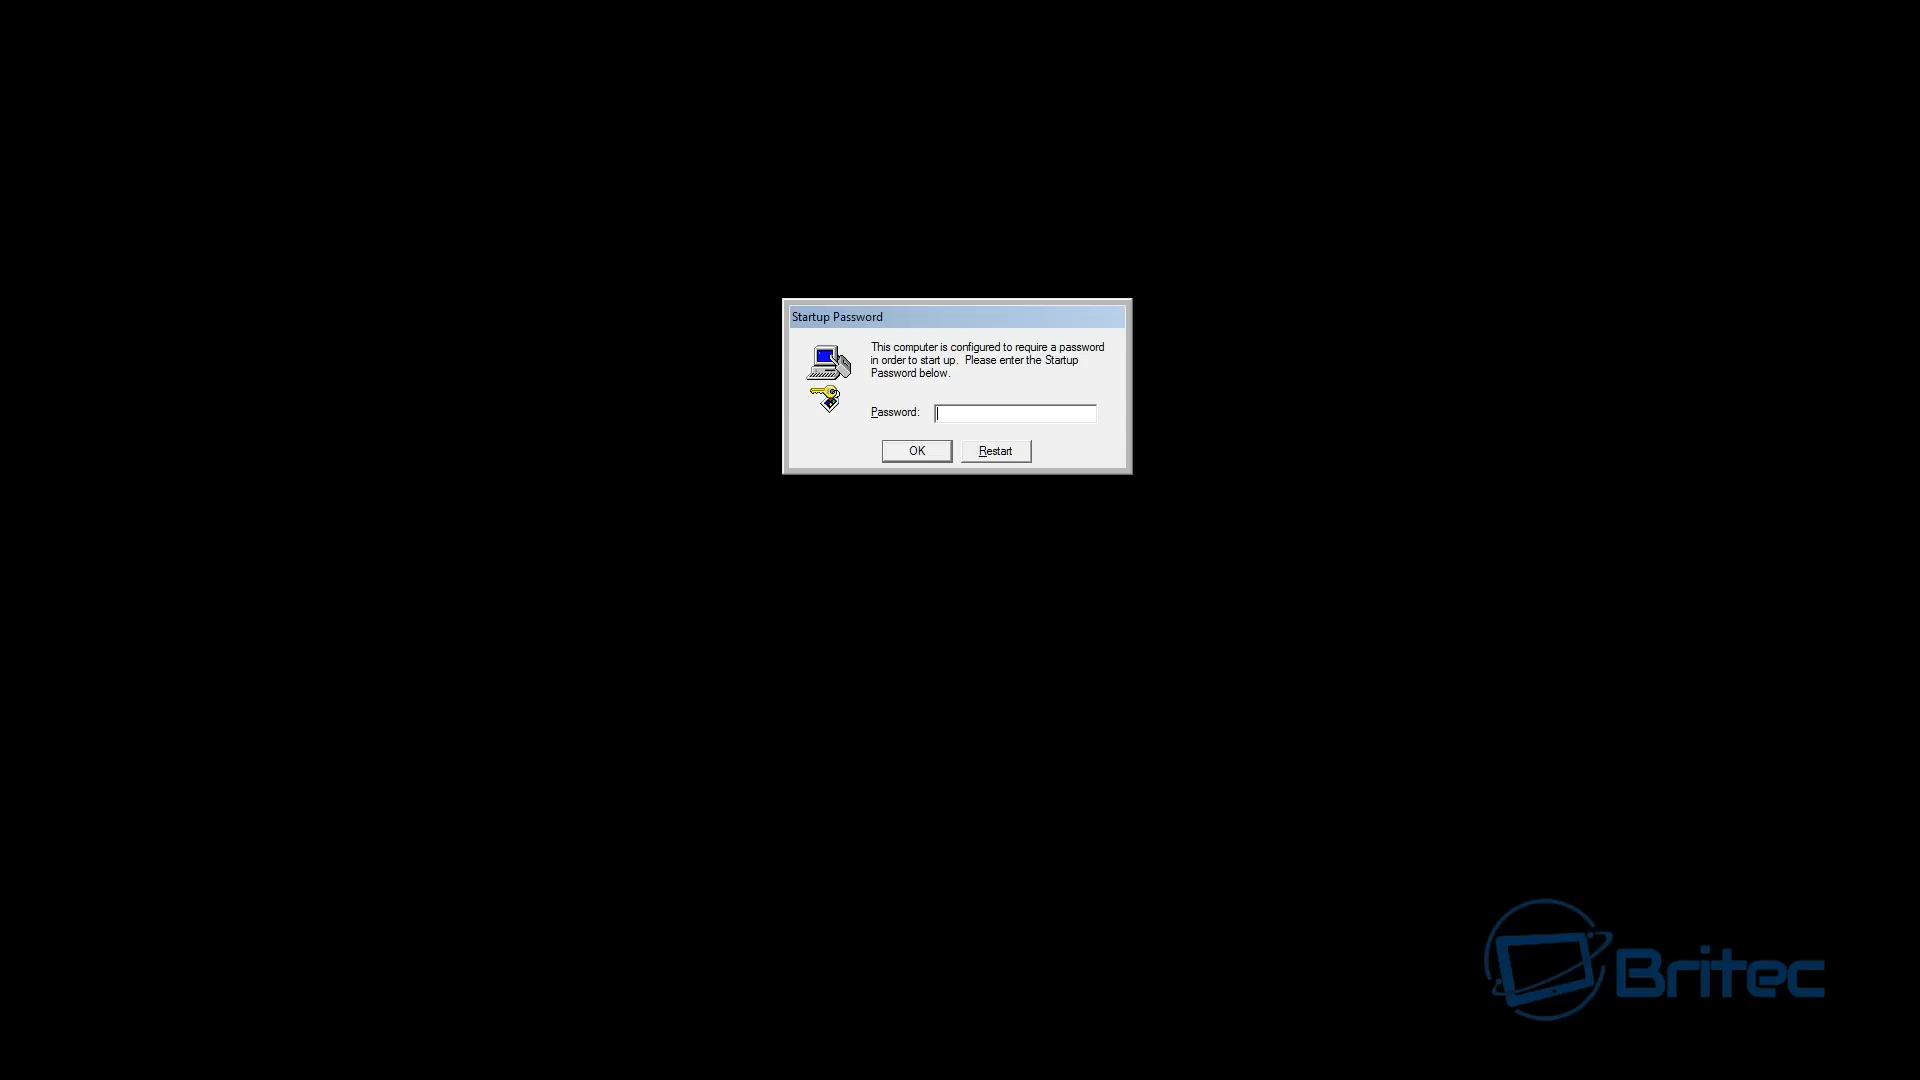 Startup Password
This computer is configured to require a password
in order to start up.  Please enter the Startup
Password below.
Password:
OK
Restart
Britec